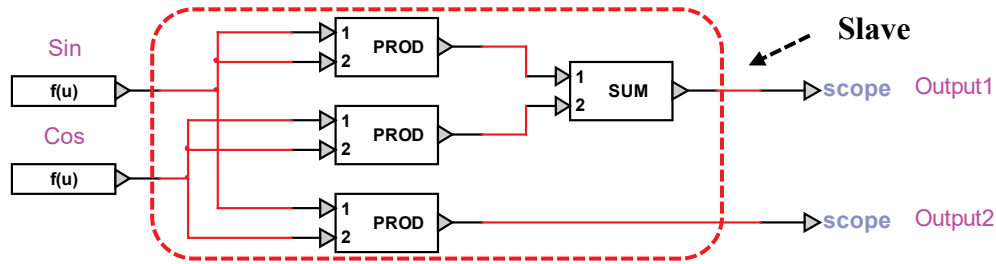 Sin
f(u)
Cos
f(u)
1
2
PROD
1
2
PROD
1
2
PROD
1
2
SUM
Slave
scope Output1
scope Output2